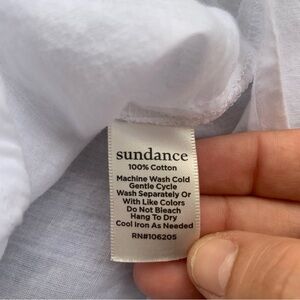 sundance
100% Cotton
Machine Wash Cold
Gentle Cycle
Wash Separately Or
With Like Colors
Do Not Bleach
Hang To Dry
Cool Iron As Needed
RN#106205